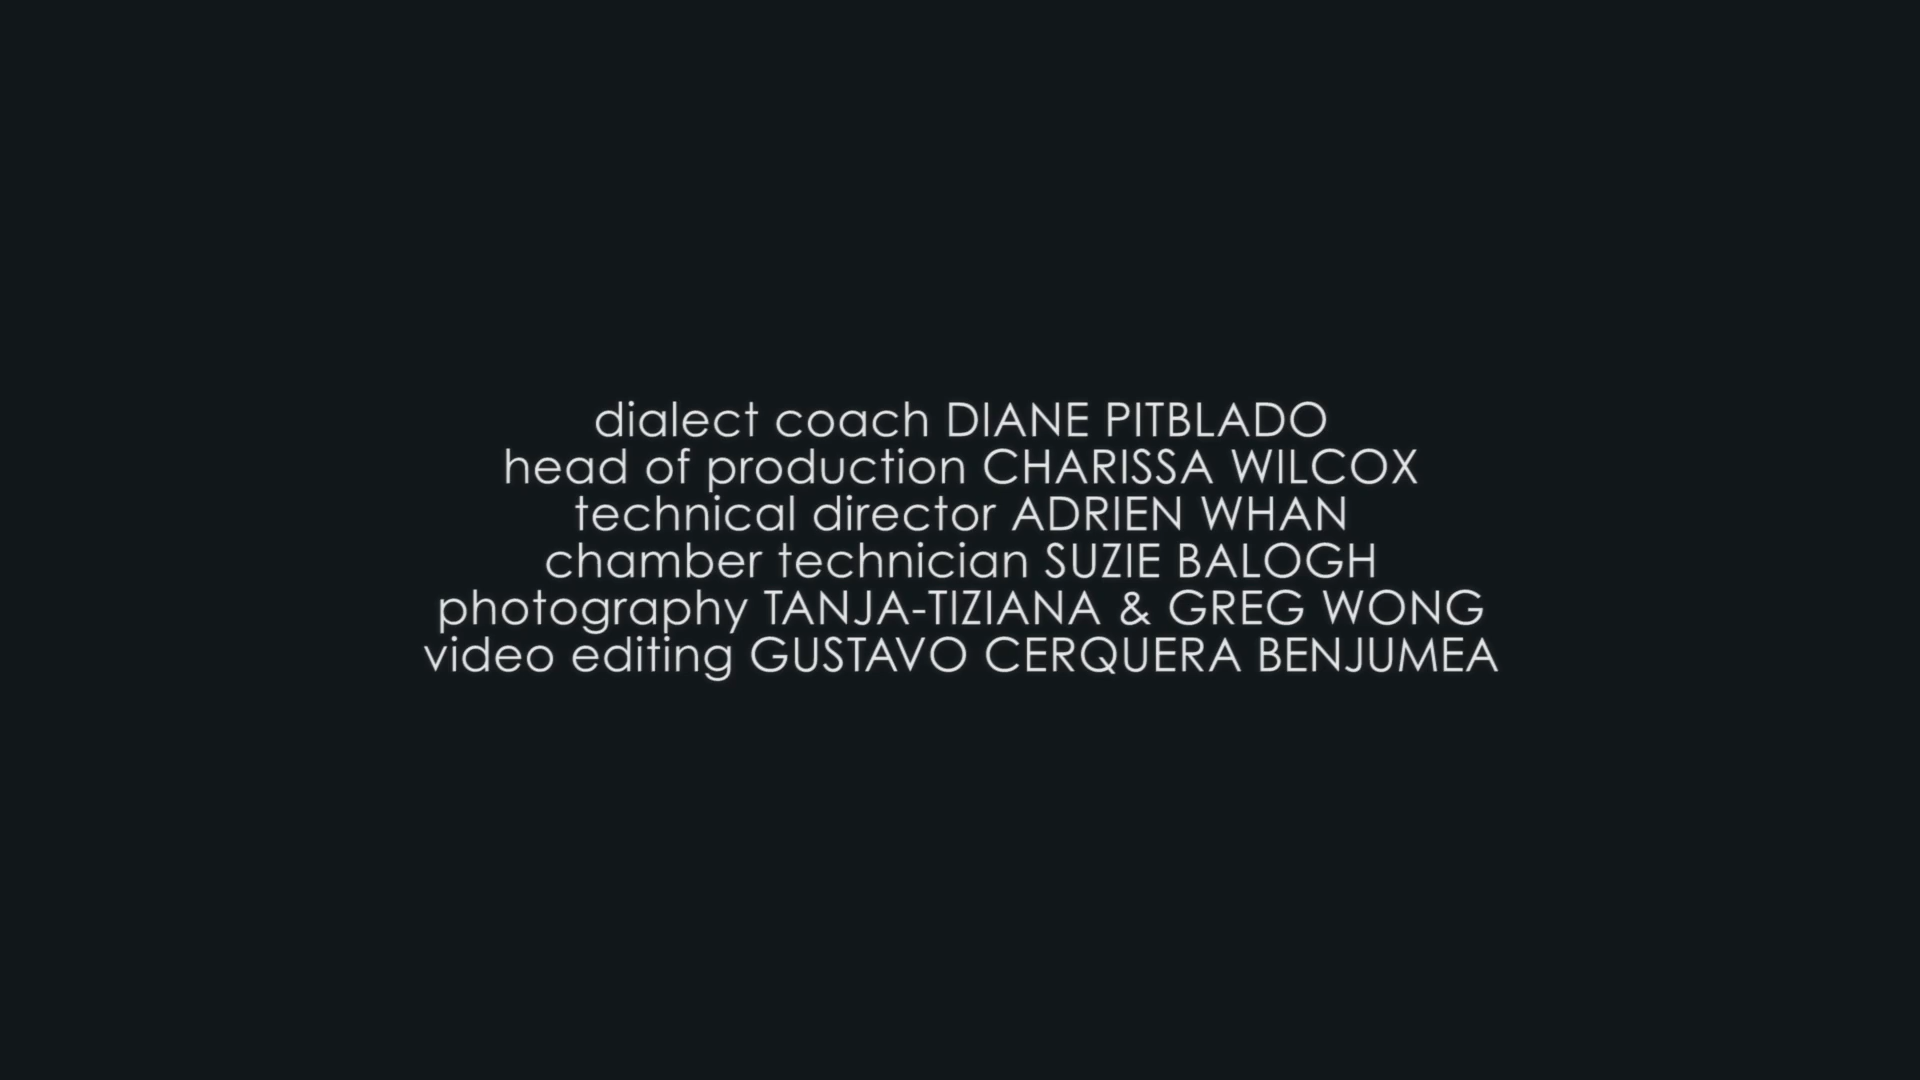 dialect coach DIANE PITBLADO
head of production CHARISSA WILCOX
technical director ADRIEN WHAN
chamber technician SUZIE BALOGH
photography TANJA-TIZIANA & GREG WONG
video editing GUSTAVO CERQUERA BENJUMEA